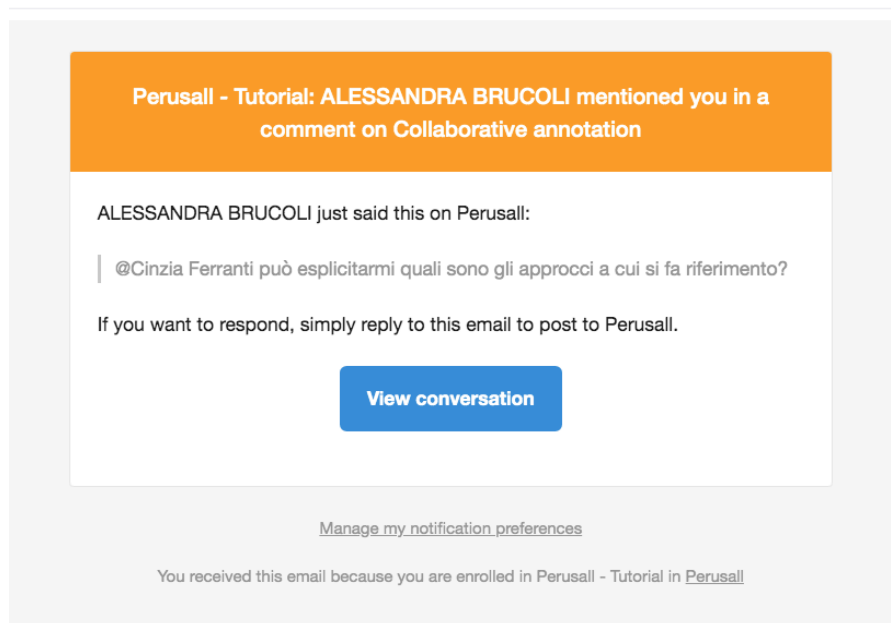 Perusall - Tutorial: ALESSANDRA BRUCOLI mentioned you in a
comment on Collaborative annotation
ALESSANDRA BRUCOLI just said this on Perusall:
@Cinzia Ferranti può esplicitarmi quali sono gli approcci a cui si fa riferimento?
If you want to respond, simply reply to this email to post to Perusall.
View conversation
Manage my notification preferences
You received this email because you are enrolled in Perusall - Tutorial in Perusall